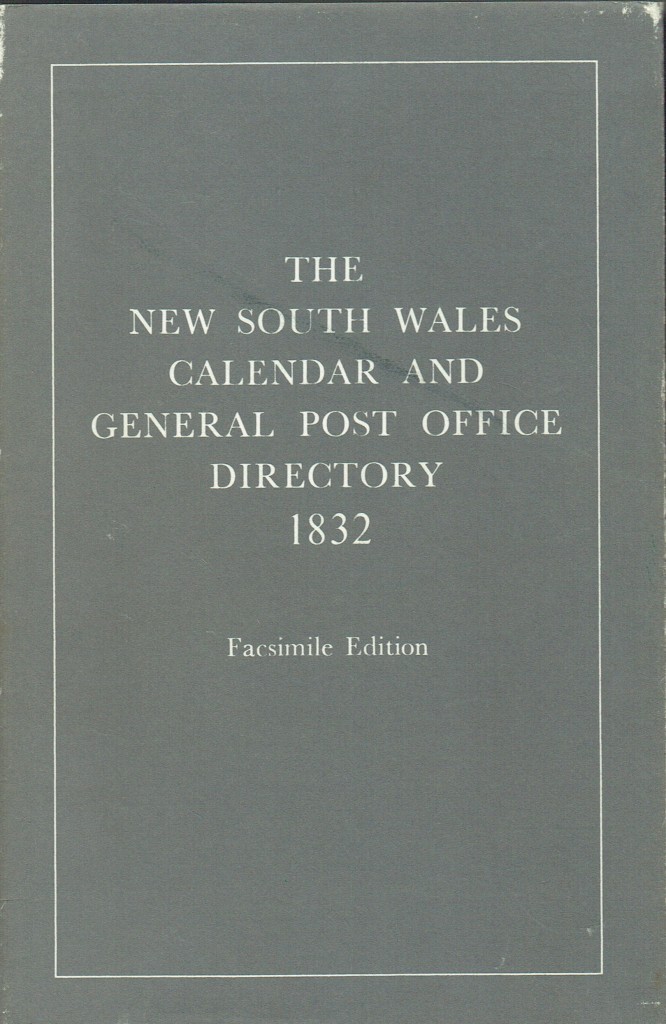 THE
NEW SOUTH WALES
CALENDAR AND
GENERAL POST OFFICE
DIRECTORY
1832
Facsimile Edition